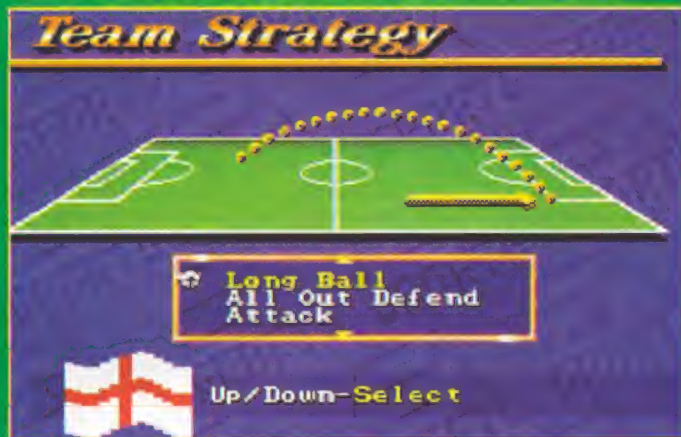 Team Strategy
Long Ball
All Out Defend
Attack
Up/Down-Select